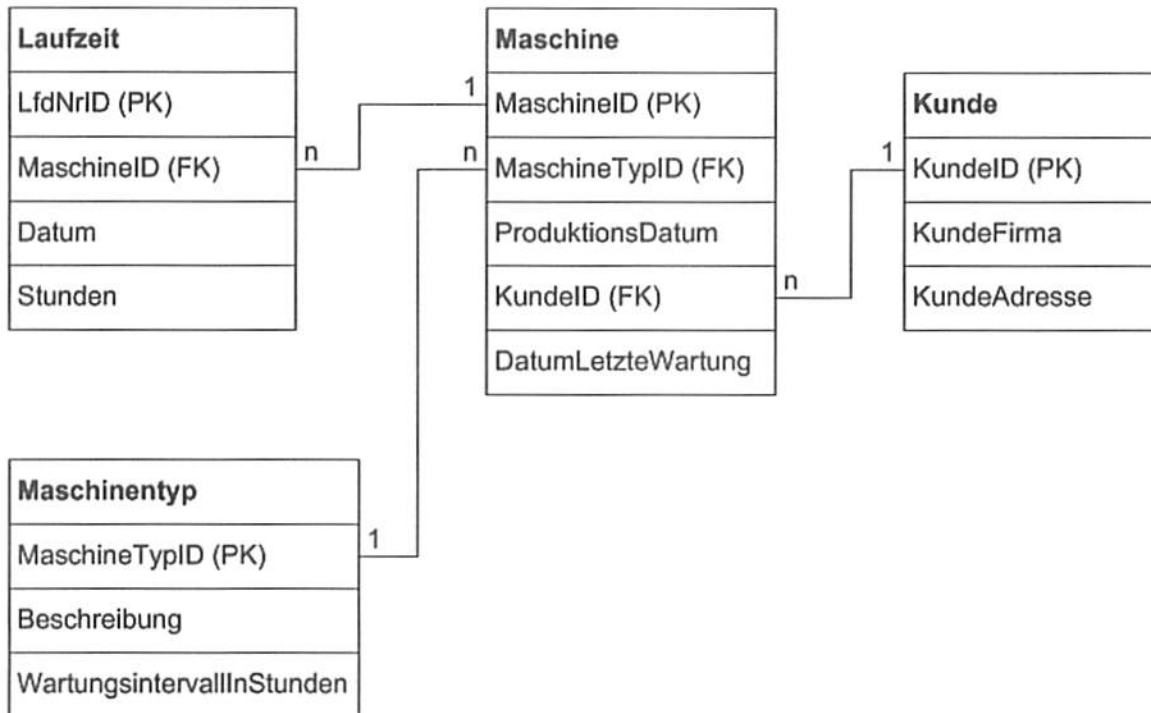 Laufzeit
LfdNrID (PK)
MaschineID (FK)
Datum
Stunden
n
1
Maschine
MaschineID (PK)
MaschineTypID (FK)
ProduktionsDatum
KundeID (FK)
DatumLetzteWartung
n
n
1
Kunde
KundeID (PK)
KundeFirma
KundeAdresse
Maschinentyp
MaschineTypID (PK)
Beschreibung
WartungsintervallInStunden
1